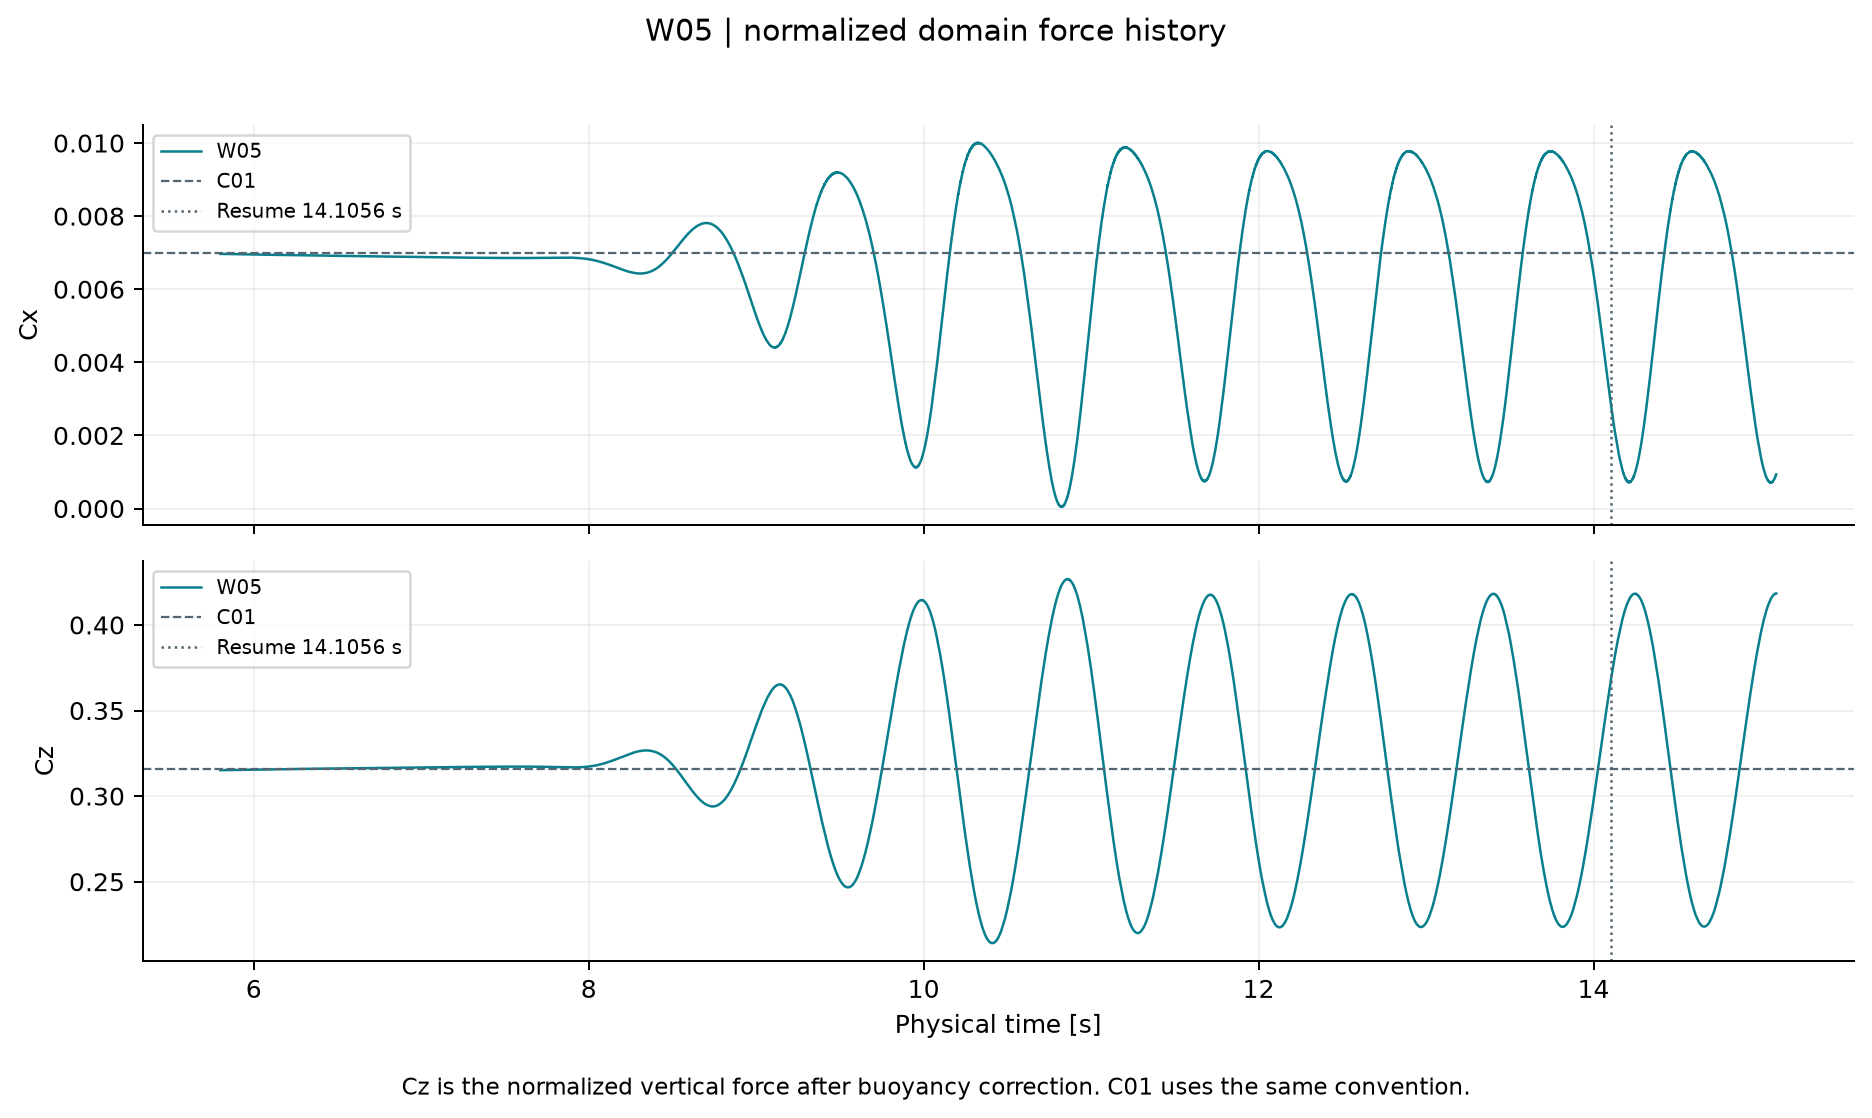 W05 | normalized domain force history
0.010
0.008
0.006
0.004
0.002
0.000
Cx
W05
C01
Resume 14.1056 s
0.40
0.35
0.30
0.25
Cz
W05
C01
Resume 14.1056 s
6 8 10 12 14
Physical time [s]
Cz is the normalized vertical force after buoyancy correction. C01 uses the same convention.